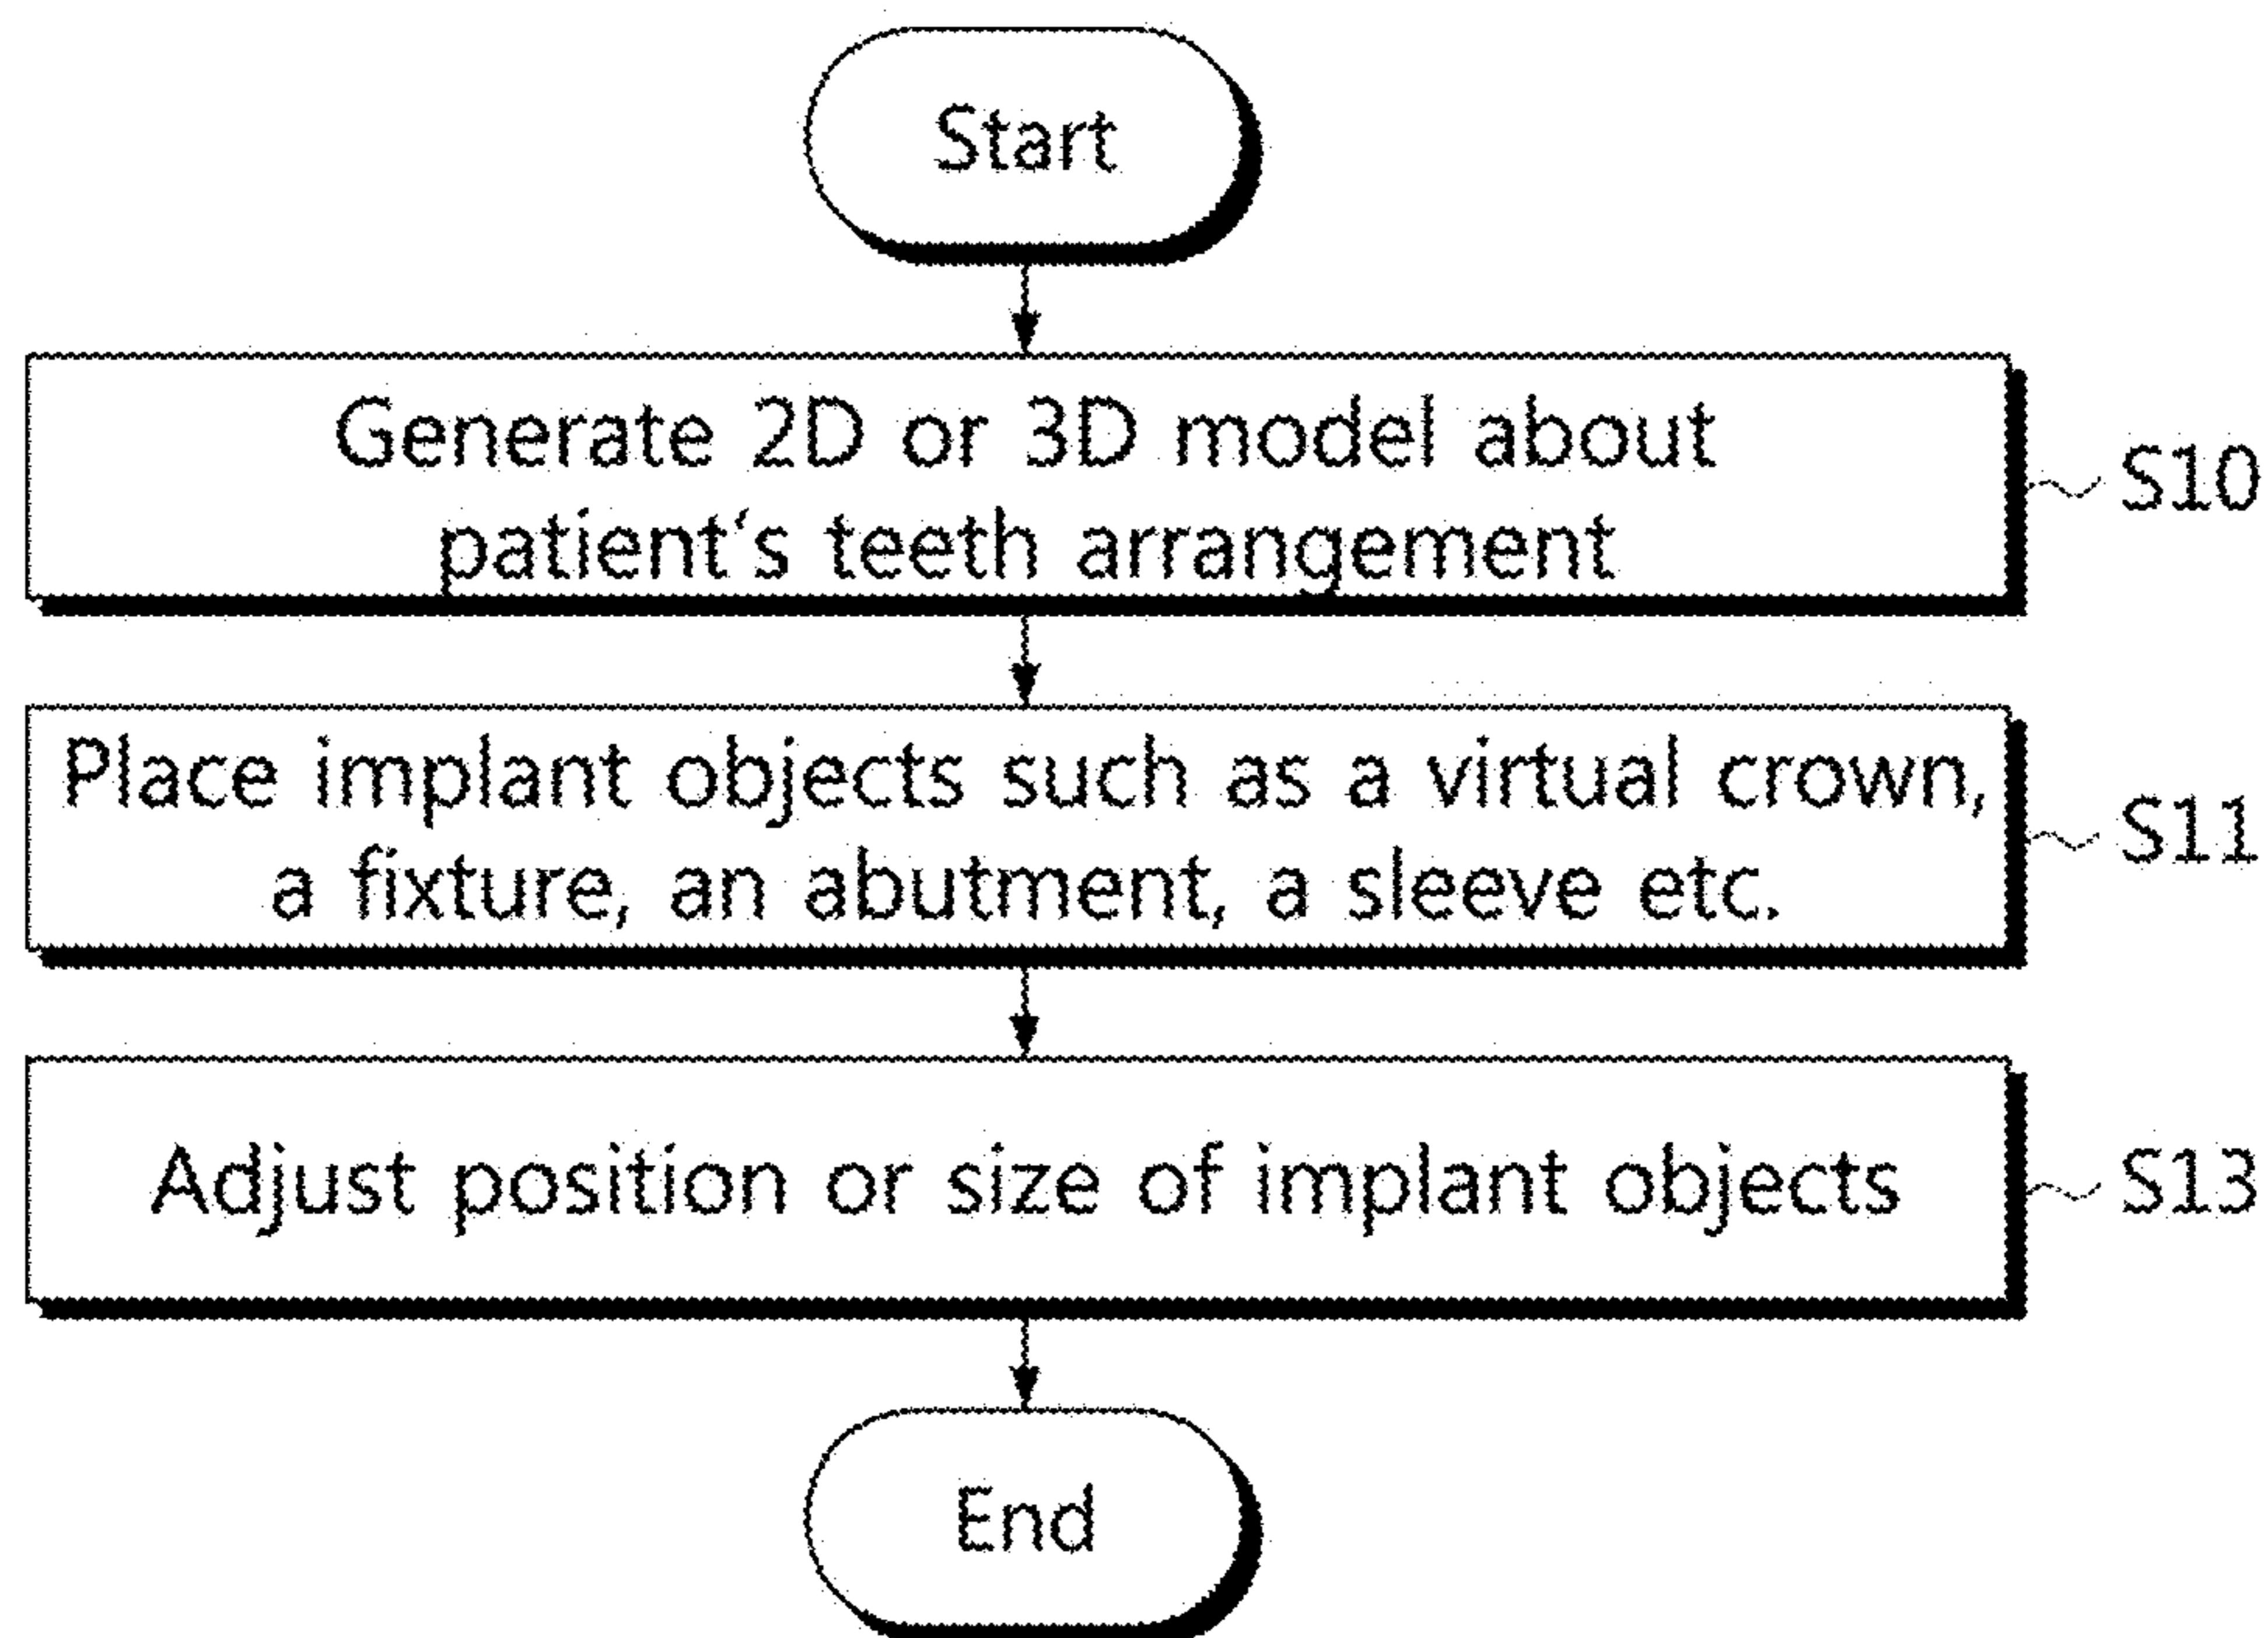 Start
Generate 2D or 3D model about
patient‘s teeth arrangement
S10
Place implant objects such as a virtual crown,
a fixture, an abutment, a sleeve etc.
S11
Adjust position or size of implant objects
S13
End